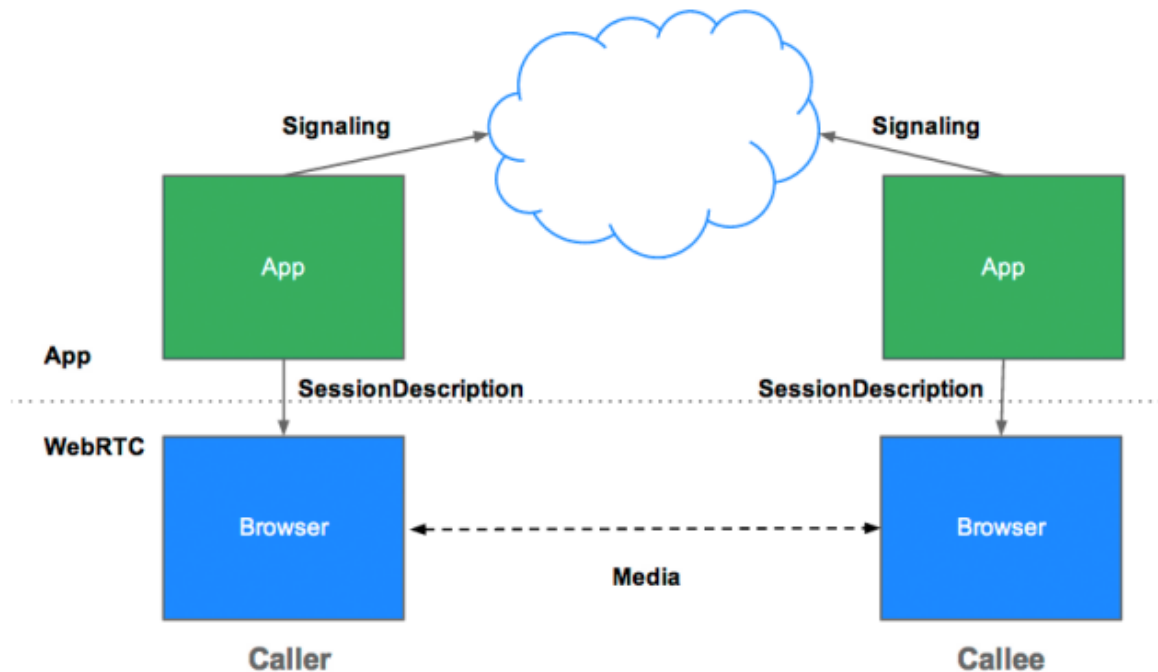 Signaling
Signaling
App
App
App
SessionDescription
SessionDescription
WebRTC
Browser
Browser
Media
Caller
Callee